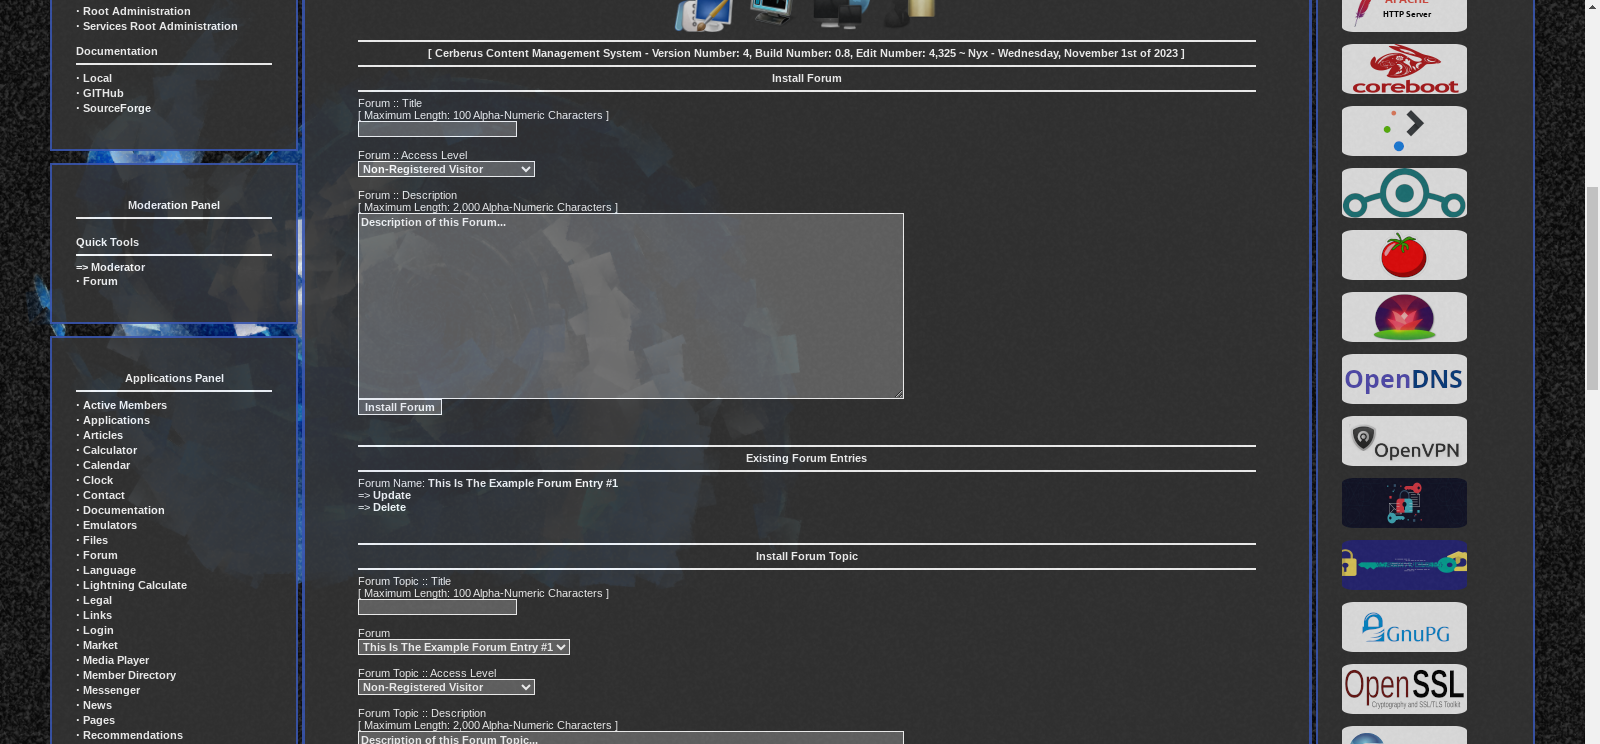 · Root Administration
· Services Root Administration
Documentation
· Local
· GITHub
· SourceForge
Moderation Panel
Quick Tools
=> Moderator
· Forum
Applications Panel
· Active Members
· Applications
· Articles
· Calculator
· Calendar
· Clock
· Contact
· Documentation
· Emulators
· Files
· Forum
· Language
· Lightning Calculate
· Legal
· Links
· Login
· Market
· Media Player
· Member Directory
· Messenger
· News
· Pages
· Recommendations
[ Cerberus Content Management System - Version Number: 4, Build Number: 0.8, Edit Number: 4,325 ~ Nyx - Wednesday, November 1st of 2023 ]
Install Forum
Forum :: Title
[ Maximum Length: 100 Alpha-Numeric Characters ]
Forum :: Access Level
Non-Registered Visitor
Forum :: Description
[ Maximum Length: 2,000 Alpha-Numeric Characters ]
Description of this Forum...
Install Forum
Existing Forum Entries
Forum Name: This Is The Example Forum Entry #1
=> Update
=> Delete
Install Forum Topic
Forum Topic :: Title
[ Maximum Length: 100 Alpha-Numeric Characters ]
Forum
This Is The Example Forum Entry #1
Forum Topic :: Access Level
Non-Registered Visitor
Forum Topic :: Description
[ Maximum Length: 2,000 Alpha-Numeric Characters ]
Description of this Forum Topic...
APACHE
HTTP Server
coreboot
OpenDNS
OpenVPN
GnuPG
OpenSSL
Cryptography and SSL/TLS Toolkit